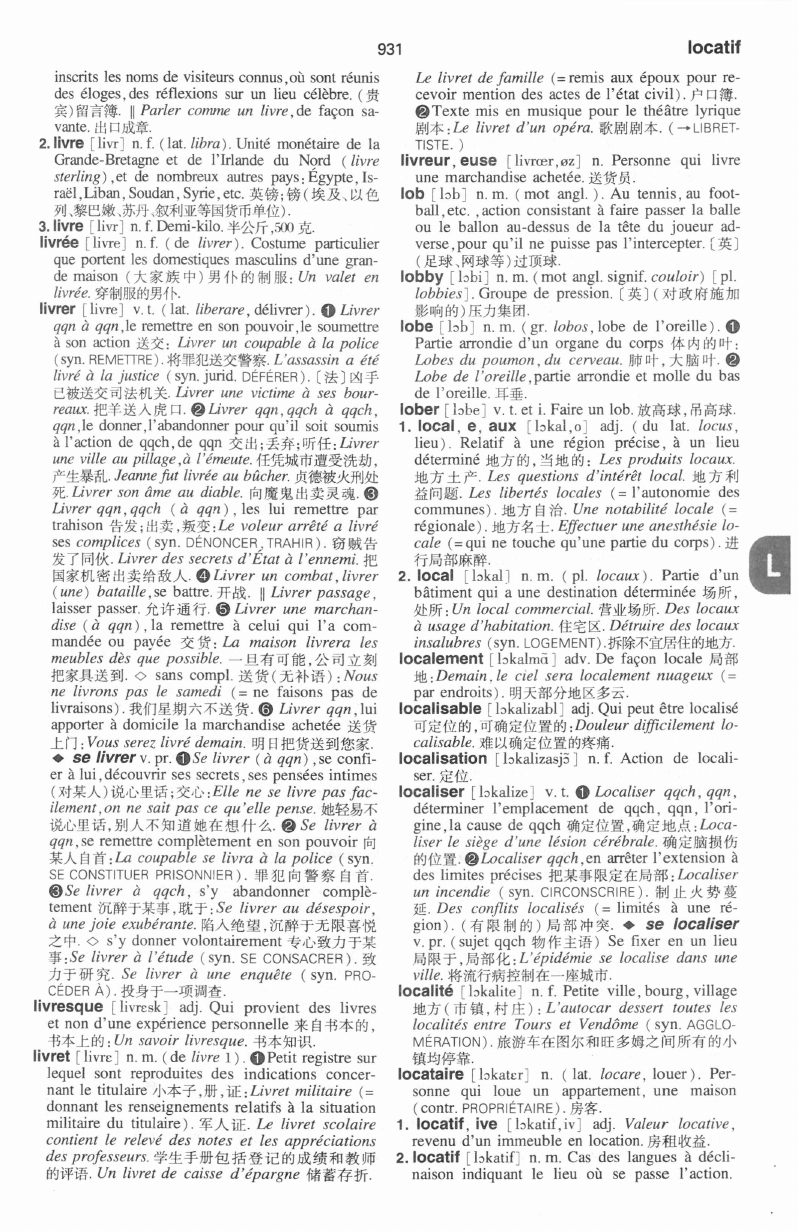 931
locatif
inscrits les noms de visiteurs connus,où sont réunis
des éloges,des réflexions sur un lieu célèbre. (贵
宾)留言簿. ‖ Parler comme un livre,de façon sa-
vante. 出口成章.
2. livre [livr] n. f. (lat. libra). Unité monétaire de la
Grande-Bretagne et de l'Irlande du Nord (livre
sterling),et de nombreux autres pays: Égypte, Is-
raël,Liban, Soudan, Syrie, etc. 英镑;镑(埃及、以色
列、黎巴嫩、苏丹、叙利亚等国货币单位).
3. livre [livr] n. f. Demi-kilo. 半公斤,500 克.
livrée [livre] n. f. (de livrer). Costume particulier
que portent les domestiques masculins d'une gran-
de maison (大家族中)男仆的制服: Un valet en
livrée. 穿制服的男仆.
livrer [livre] v. t. (lat. liberare, délivrer). ❶ Livrer
qqn à qqn,le remettre en son pouvoir,le soumettre
à son action 送交: Livrer un coupable à la police
(syn. REMETTRE). 将罪犯送交警察. L'assassin a été
livré à la justice (syn. jurid. DÉFÉRER). [法]凶手
已被送交司法机关. Livrer une victime à ses bour-
reaux. 把羊送入虎口. ❷ Livrer qqn,qqch à qqch,
qqn,le donner,l'abandonner pour qu'il soit soumis
à l'action de qqch,de qqn 交出;丢弃;听任: Livrer
une ville au pillage,à l'émeute. 任凭城市遭受洗劫,
产生暴乱. Jeanne fut livrée au bûcher. 贞德被火刑处
死. Livrer son âme au diable. 向魔鬼出卖灵魂. ❸
Livrer qqn,qqch (à qqn), les lui remettre par
trahison 告发;出卖,叛变: Le voleur arrêté a livré
ses complices (syn. DÉNONCER, TRAHIR). 窃贼告
发了同伙. Livrer des secrets d'État à l'ennemi. 把
国家机密出卖给敌人. ❹ Livrer un combat,livrer
(une) bataille,se battre. 开战. ‖ Livrer passage,
laisser passer. 允许通行. ❺ Livrer une marchan-
dise (à qqn),la remettre à celui qui l'a com-
mandée ou payée 交货: La maison livrera les
meubles dès que possible. 一旦有可能,公司立刻
把家具送到. ◇ sans compl. 送货(无补语): Nous
ne livrons pas le samedi (= ne faisons pas de
livraisons). 我们星期六不送货. ❻ Livrer qqn,lui
apporter à domicile la marchandise achetée 送货
上门: Vous serez livré demain. 明日把货送到您家.
◆ se livrer v. pr. ❶ Se livrer (à qqn),se confi-
er à lui,découvrir ses secrets,ses pensées intimes
(对某人)说心里话;交心: Elle ne se livre pas fac-
ilement,on ne sait pas ce qu'elle pense. 她轻易不
说心里话,别人不知道她在想什么. ❷ Se livrer à
qqn,se remettre complètement en son pouvoir 向
某人自首: La coupable se livra à la police (syn.
SE CONSTITUER PRISONNIER). 罪犯向警察自首.
❸ Se livrer à qqch, s'y abandonner complè-
tement 沉醉于某事,耽于: Se livrer au désespoir,
à une joie exubérante. 陷入绝望,沉醉于无限喜悦
之中. ◇ s'y donner volontairement 专心致力于某
事: Se livrer à l'étude (syn. SE CONSACRER). 致
力于研究. Se livrer à une enquête (syn. PRO-
CÉDER À). 投身于一项调查.
livresque [livrɛsk] adj. Qui provient des livres
et non d'une expérience personnelle 来自书本的,
书本上的: Un savoir livresque. 书本知识.
livret [livrɛ] n. m. (de livre 1). ❶ Petit registre sur
lequel sont reproduites des indications concer-
nant le titulaire 小本子,册,证: Livret militaire (=
donnant les renseignements relatifs à la situation
militaire du titulaire). 军人证. Le livret scolaire
contient le relevé des notes et les appréciations
des professeurs. 学生手册包括登记的成绩和教师
的评语. Un livret de caisse d'épargne 储蓄存折.
Le livret de famille (= remis aux époux pour re-
cevoir mention des actes de l'état civil). 户口簿.
❷ Texte mis en musique pour le théâtre lyrique
剧本: Le livret d'un opéra. 歌剧剧本. (→ LIBRET-
TISTE. )
livreur, euse [livrœr,øz] n. Personne qui livre
une marchandise achetée. 送货员.
lob [lɔb] n. m. (mot angl. ). Au tennis, au foot-
ball, etc. , action consistant à faire passer la balle
ou le ballon au-dessus de la tête du joueur ad-
verse,pour qu'il ne puisse pas l'intercepter. [英]
(足球、网球等)过顶球.
lobby [lɔbi] n. m. (mot angl. signif. couloir) [pl.
lobbies]. Groupe de pression. [英](对政府施加
影响的)压力集团.
lobe [lɔb] n. m. (gr. lobos, lobe de l'oreille). ❶
Partie arrondie d'un organe du corps 体内的叶:
Lobes du poumon, du cerveau. 肺叶,大脑叶. ❷
Lobe de l'oreille,partie arrondie et molle du bas
de l'oreille. 耳垂.
lober [lɔbe] v. t. et i. Faire un lob. 放高球,吊高球.
1. local, e, aux [lɔkal,o] adj. (du lat. locus,
lieu). Relatif à une région précise, à un lieu
déterminé 地方的,当地的: Les produits locaux.
地方土产. Les questions d'intérêt local. 地方利
益问题. Les libertés locales (= l'autonomie des
communes). 地方自治. Une notabilité locale (=
régionale). 地方名士. Effectuer une anesthésie lo-
cale (= qui ne touche qu'une partie du corps). 进
行局部麻醉.
2. local [lɔkal] n. m. (pl. locaux). Partie d'un
bâtiment qui a une destination déterminée 场所,
处所: Un local commercial. 营业场所. Des locaux
à usage d'habitation. 住宅区. Détruire des locaux
insalubres (syn. LOGEMENT).拆除不宜居住的地方.
localement [lɔkalmɑ̃] adv. De façon locale 局部
地: Demain, le ciel sera localement nuageux (=
par endroits). 明天部分地区多云.
localisable [lɔkalizabl] adj. Qui peut être localisé
可定位的,可确定位置的: Douleur difficilement lo-
calisable. 难以确定位置的疼痛.
localisation [lɔkalizasjɔ̃] n. f. Action de locali-
ser. 定位.
localiser [lɔkalize] v. t. ❶ Localiser qqch, qqn,
déterminer l'emplacement de qqch, qqn, l'ori-
gine,la cause de qqch 确定位置,确定地点: Loca-
liser le siège d'une lésion cérébrale. 确定脑损伤
的位置. ❷ Localiser qqch,en arrêter l'extension à
des limites précises 把某事限定在局部: Localiser
un incendie (syn. CIRCONSCRIRE). 制止火势蔓
延. Des conflits localisés (= limités à une ré-
gion). (有限制的)局部冲突. ◆ se localiser
v. pr. (sujet qqch 物作主语) Se fixer en un lieu
局限于,局部化: L'épidémie se localise dans une
ville. 将流行病控制在一座城市.
localité [lɔkalite] n. f. Petite ville, bourg, village
地方(市镇,村庄): L'autocar dessert toutes les
localités entre Tours et Vendôme (syn. AGGLO-
MÉRATION). 旅游车在图尔和旺多姆之间所有的小
镇均停靠.
locataire [lɔkatɛr] n. (lat. locare, louer). Per-
sonne qui loue un appartement, une maison
(contr. PROPRIÉTAIRE). 房客.
1. locatif, ive [lɔkatif,iv] adj. Valeur locative,
revenu d'un immeuble en location. 房租收益.
2. locatif [lɔkatif] n. m. Cas des langues à décli-
naison indiquant le lieu où se passe l'action.
L